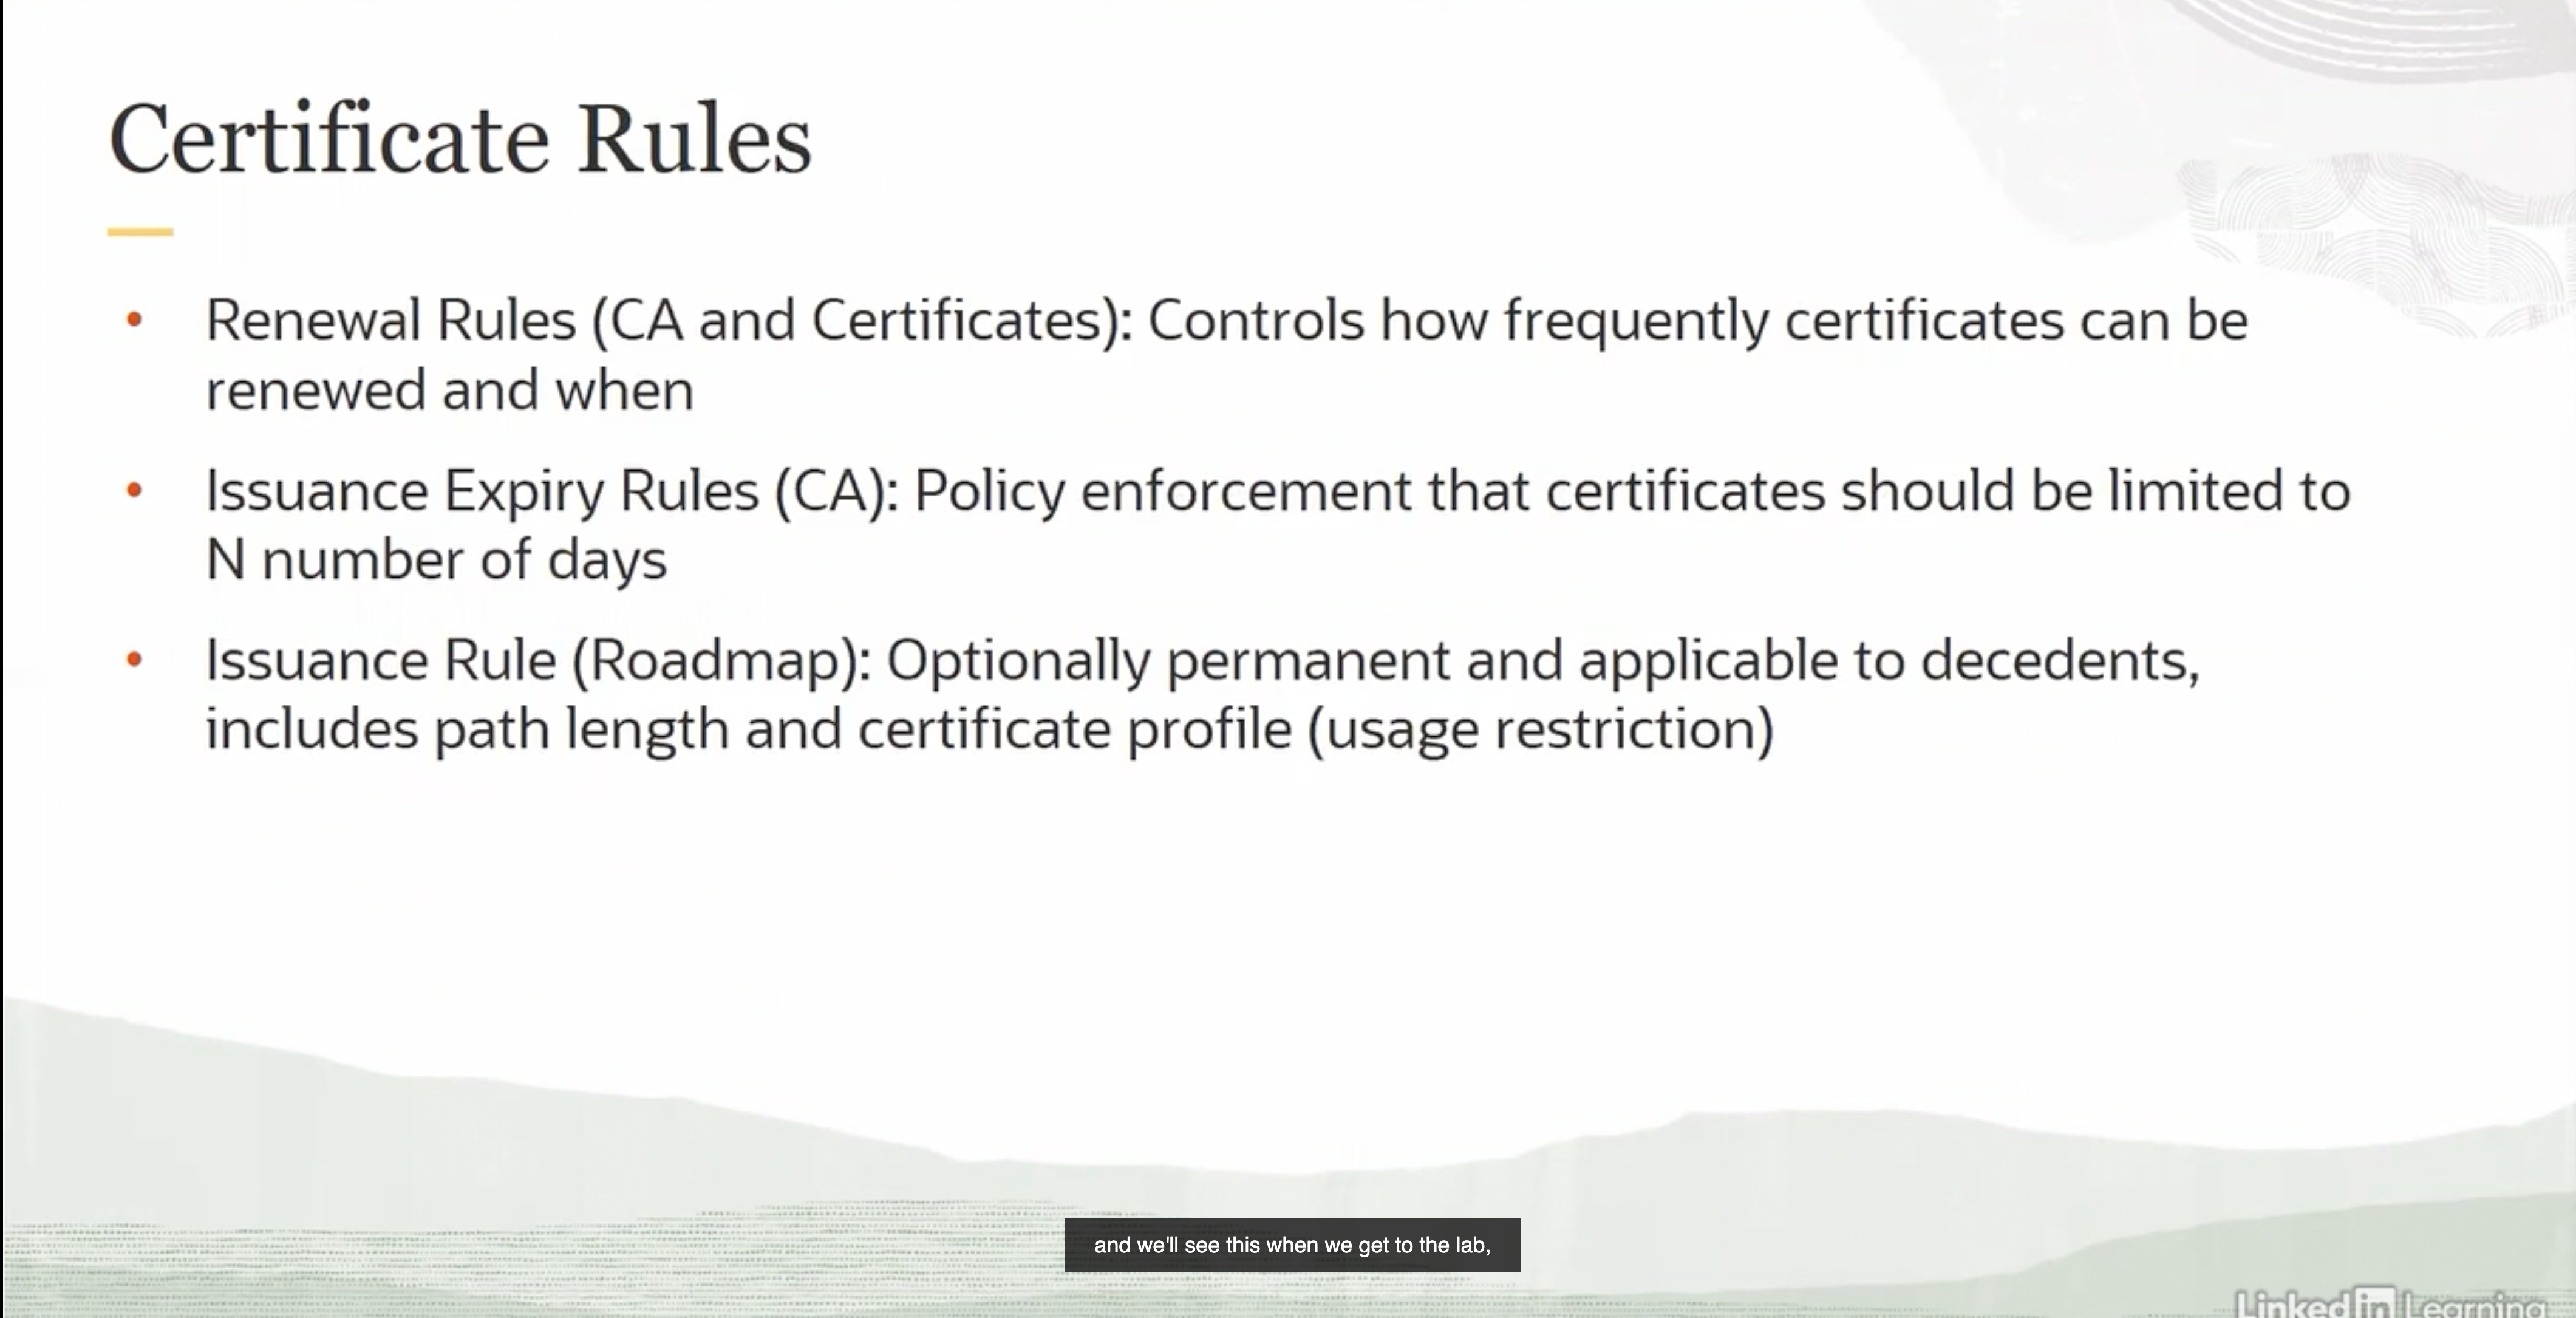 Certificate Rules
• Renewal Rules (CA and Certificates): Controls how frequently certificates can be
renewed and when
• Issuance Expiry Rules (CA): Policy enforcement that certificates should be limited to
N number of days
• Issuance Rule (Roadmap): Optionally permanent and applicable to decedents,
includes path length and certificate profile (usage restriction)
and we'll see this when we get to the lab,
LinkedIn Learning